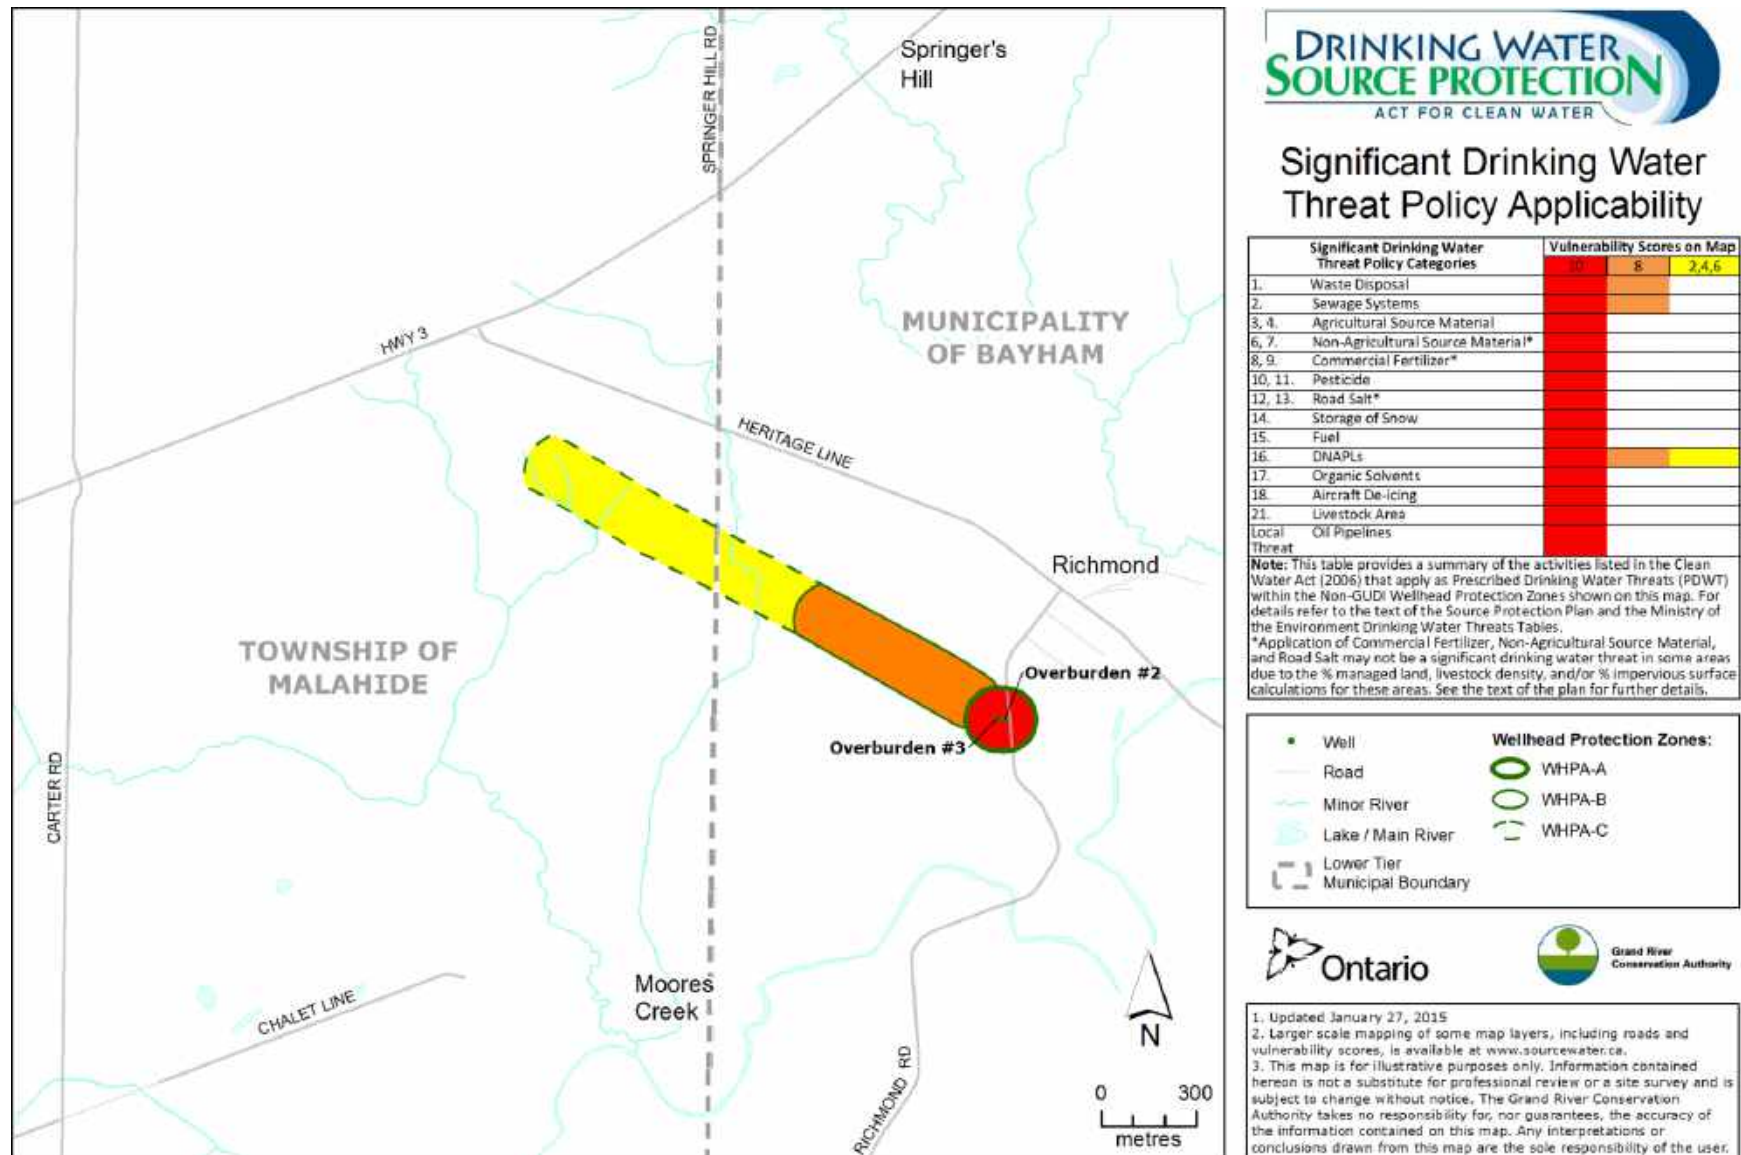 SPRINGER HILL RD
Springer's
Hill
HWY 3
MUNICIPALITY
OF BAYHAM
HERITAGE LINE
Richmond
TOWNSHIP OF
MALAHIDE
Overburden #2
Overburden #3
CARTER RD
Moores
Creek
CHALET LINE
RICHMOND RD
N
0 300
metres
DRINKING WATER
SOURCE PROTECTION
ACT FOR CLEAN WATER
Significant Drinking Water
Threat Policy Applicability
Significant Drinking Water Vulnerability Scores on Map
Threat Policy Categories 10 8 2,4,6
1. Waste Disposal
2. Sewage Systems
3, 4. Agricultural Source Material
6, 7. Non-Agricultural Source Material*
8, 9. Commercial Fertilizer*
10, 11. Pesticide
12, 13. Road Salt*
14. Storage of Snow
15. Fuel
16. DNAPLs
17. Organic Solvents
18. Aircraft De-icing
21. Livestock Area
Local Oil Pipelines
Threat
Note: This table provides a summary of the activities listed in the Clean
Water Act (2006) that apply as Prescribed Drinking Water Threats (PDWT)
within the Non-GUDI Wellhead Protection Zones shown on this map. For
details refer to the text of the Source Protection Plan and the Ministry of
the Environment Drinking Water Threats Tables.
*Application of Commercial Fertilizer, Non-Agricultural Source Material,
and Road Salt may not be a significant drinking water threat in some areas
due to the % managed land, livestock density, and/or % impervious surface
calculations for these areas. See the text of the plan for further details.
Well
Road
Minor River
Lake / Main River
Lower Tier
Municipal Boundary
Wellhead Protection Zones:
WHPA-A
WHPA-B
WHPA-C
Ontario
Grand River
Conservation Authority
1. Updated January 27, 2015
2. Larger scale mapping of some map layers, including roads and
vulnerability scores, is available at www.sourcewater.ca.
3. This map is for illustrative purposes only. Information contained
hereon is not a substitute for professional review or a site survey and is
subject to change without notice. The Grand River Conservation
Authority takes no responsibility for, nor guarantees, the accuracy of
the information contained on this map. Any interpretations or
conclusions drawn from this map are the sole responsibility of the user.